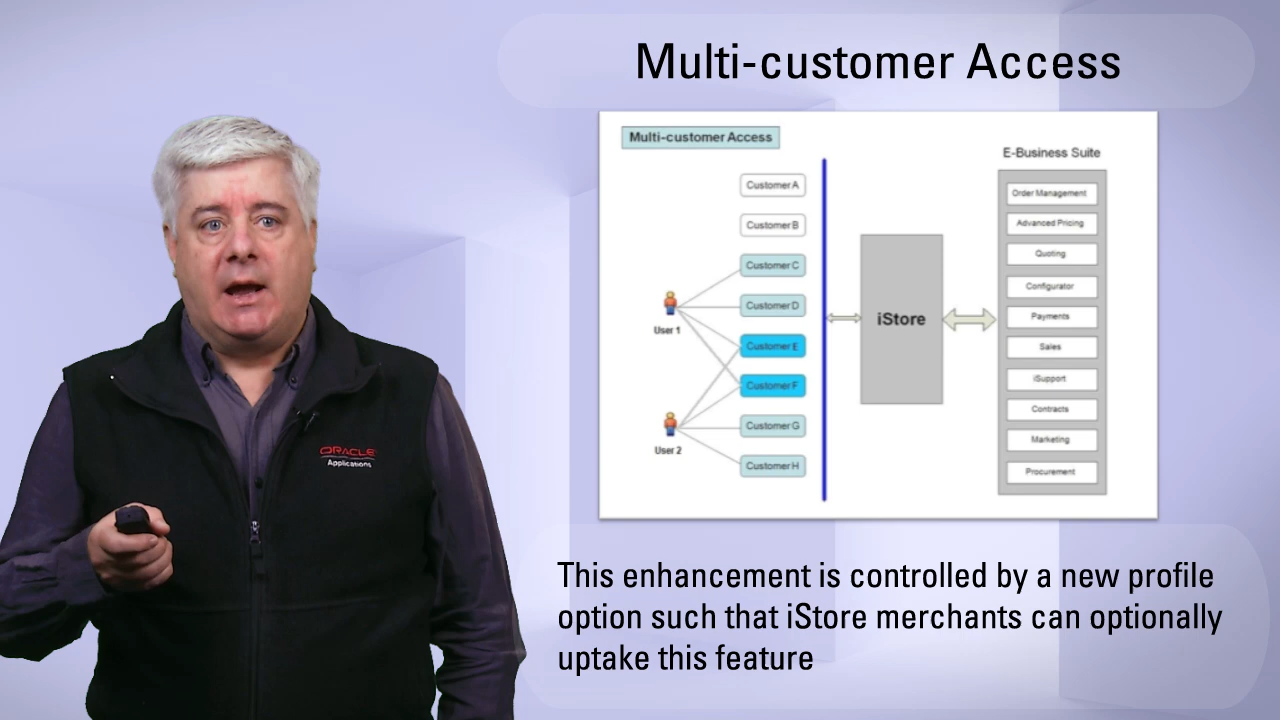 Multi-customer Access
Multi-customer Access
E-Business Suite
Customer A
Customer B
Customer C
Customer D
Customer E
Customer F
Customer G
Customer H
User 1
User 2
iStore
Order Management
Advanced Pricing
Quoting
Configurator
Payments
Sales
iSupport
Contracts
Marketing
Procurement
ORACLE
Applications
This enhancement is controlled by a new profile
option such that iStore merchants can optionally
uptake this feature